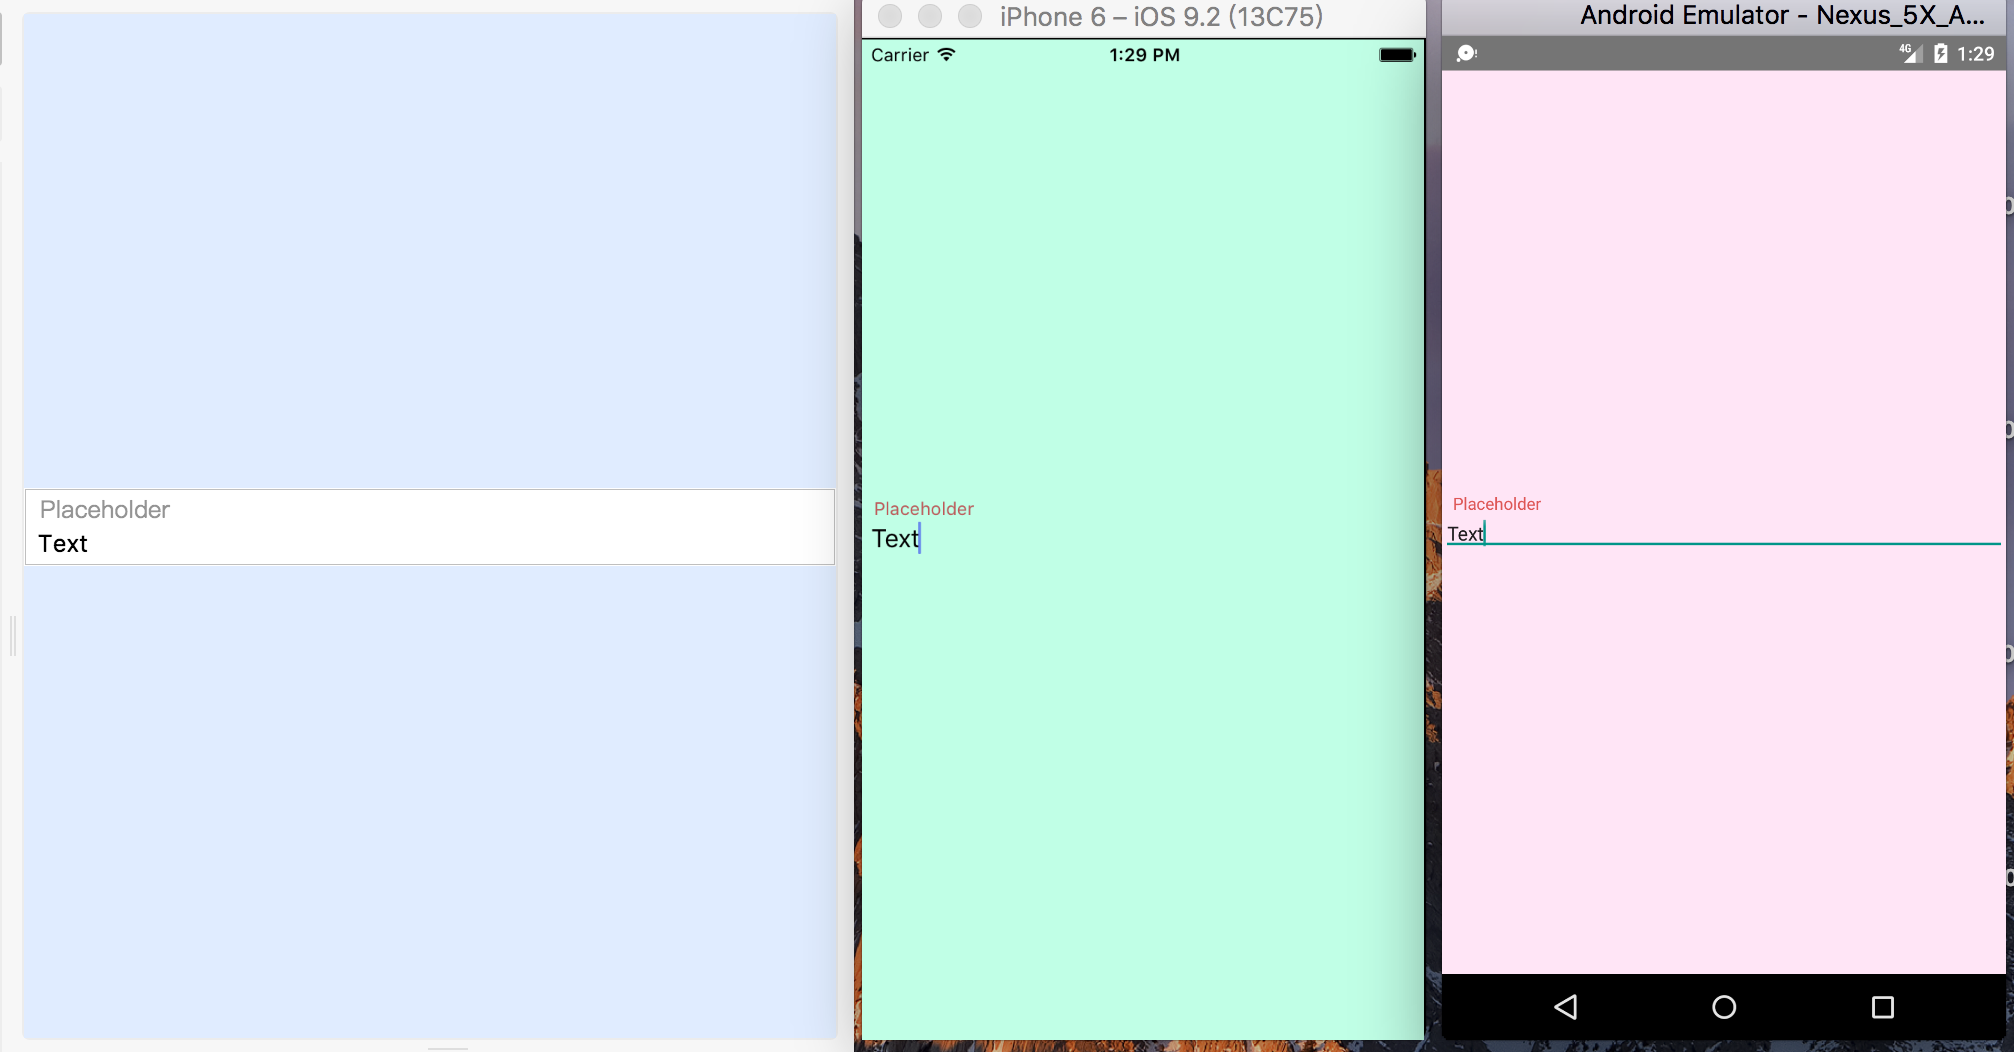 Placeholder
Text
iPhone 6 – iOS 9.2 (13C75)
Carrier
1:29 PM
Placeholder
Text
Android Emulator - Nexus_5X_A...
4G
1:29
Placeholder
Text